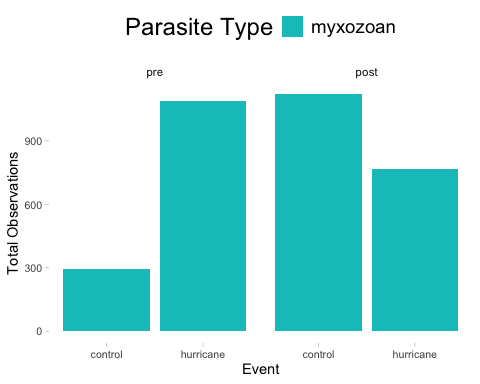 Parasite Type myxozoan
pre post
900
600
300
0
Total Observations
control hurricane control hurricane
Event